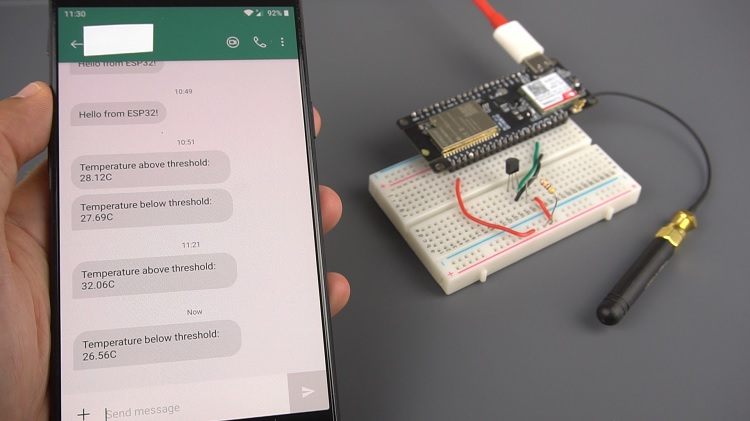 11:30
92%
Hello from ESP32!
10:49
Hello from ESP32!
10:51
Temperature above threshold:
28.12C
Temperature below threshold:
27.69C
11:21
Temperature above threshold:
32.06C
Now
Temperature below threshold:
26.56C
Send message